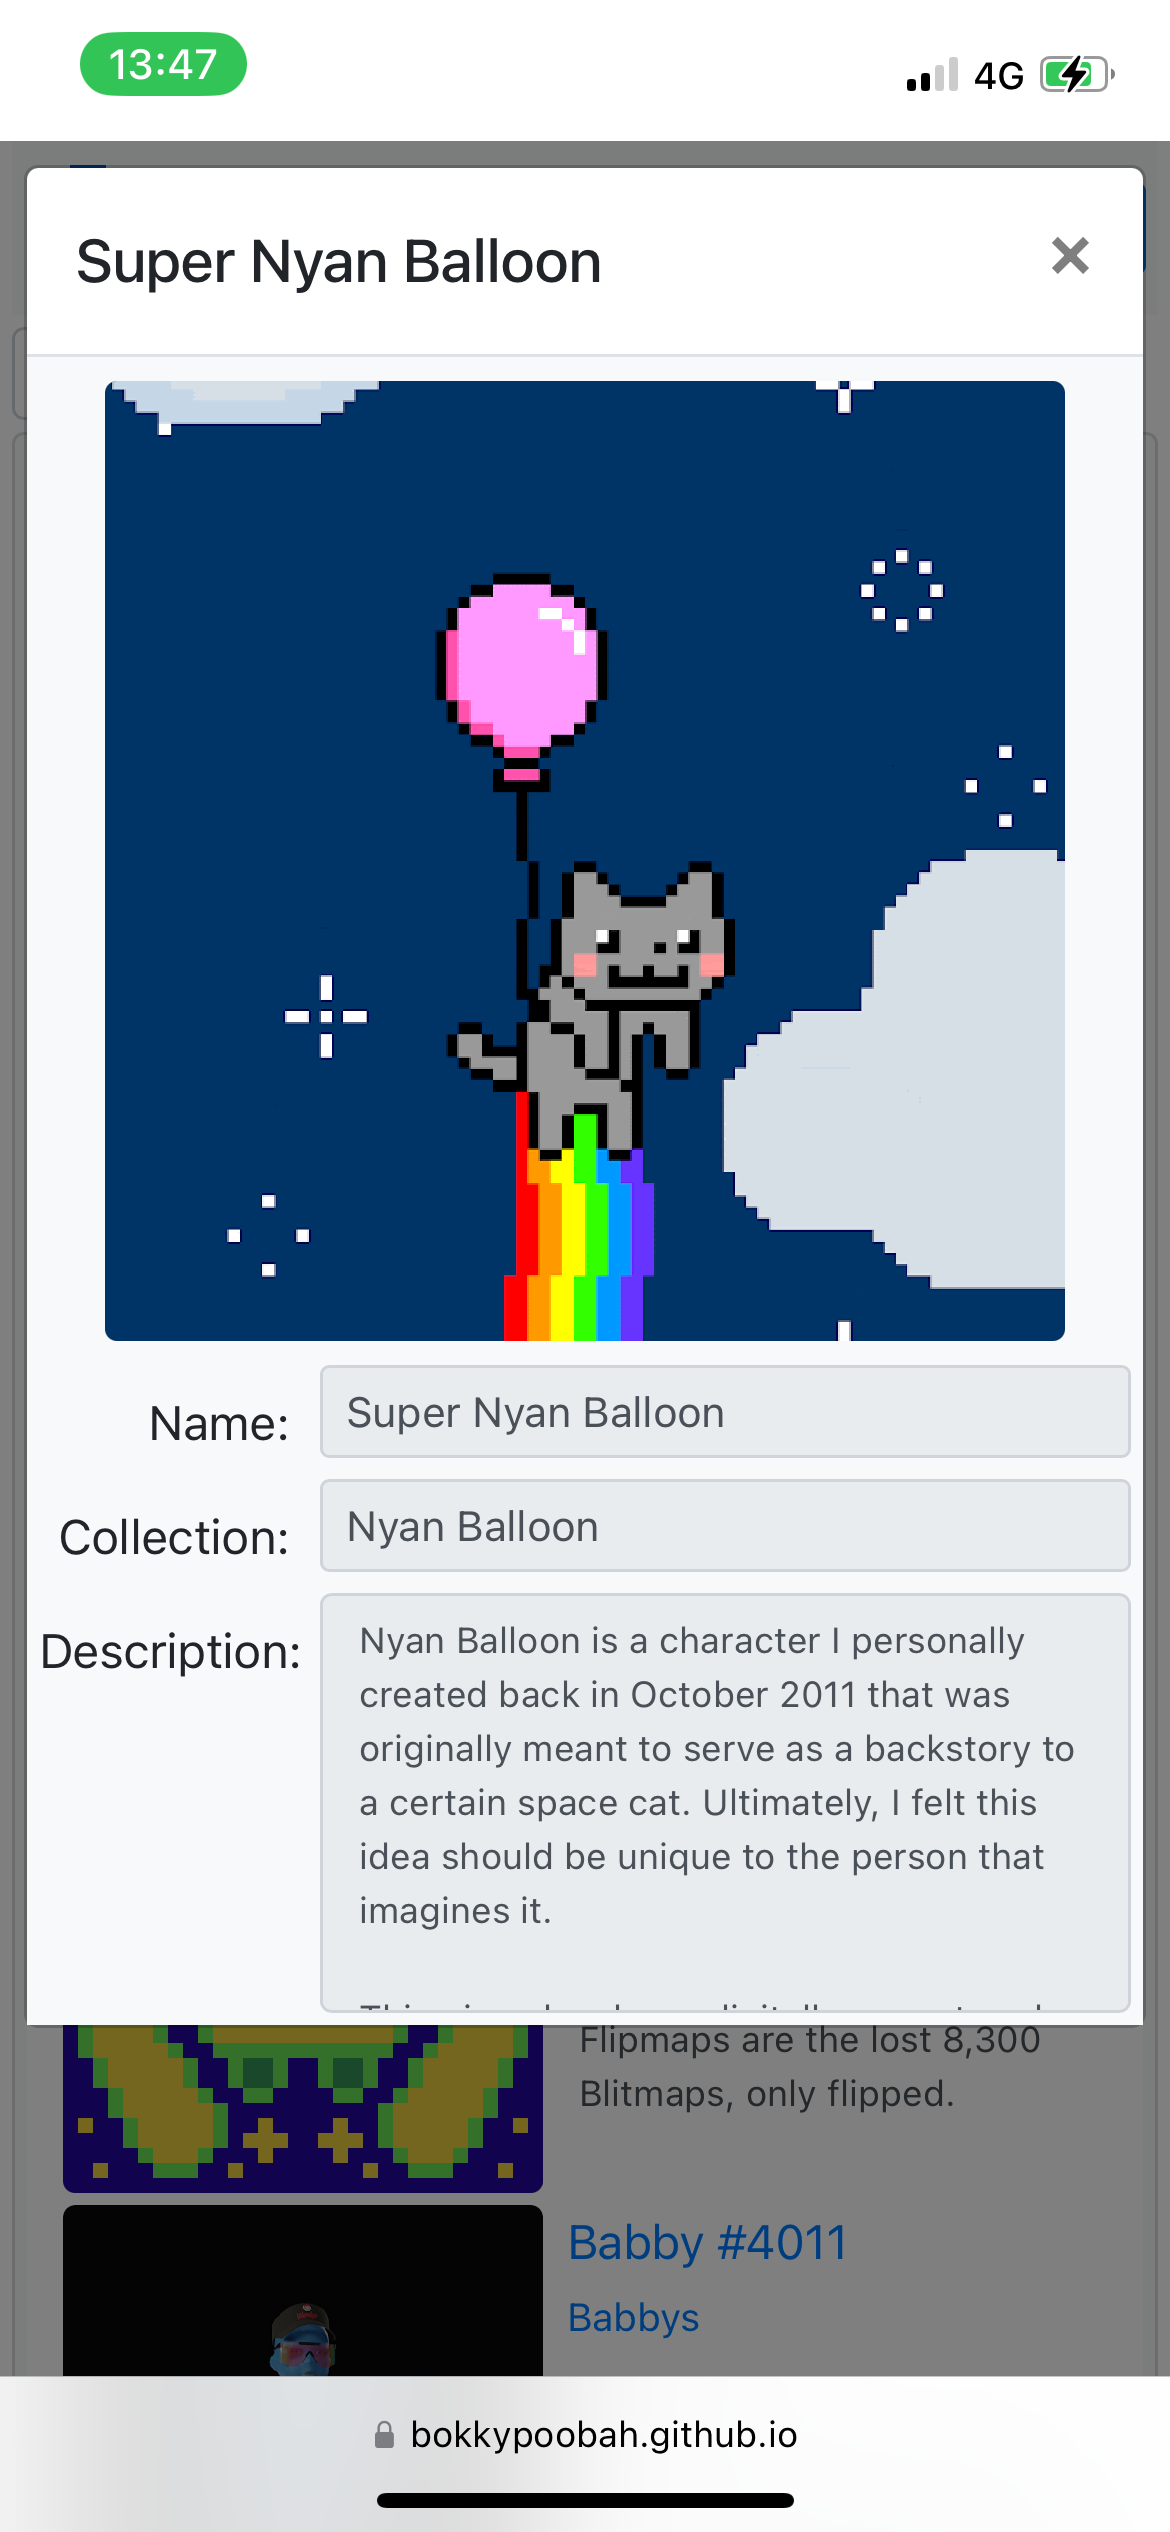 13:47
4G
Super Nyan Balloon
×
Name:
Super Nyan Balloon
Collection:
Nyan Balloon
Description:
Nyan Balloon is a character I personally
created back in October 2011 that was
originally meant to serve as a backstory to
a certain space cat. Ultimately, I felt this
idea should be unique to the person that
imagines it.
Flipmaps are the lost 8,300
Blitmaps, only flipped.
Babby #4011
Babbys
bokkypoobah.github.io